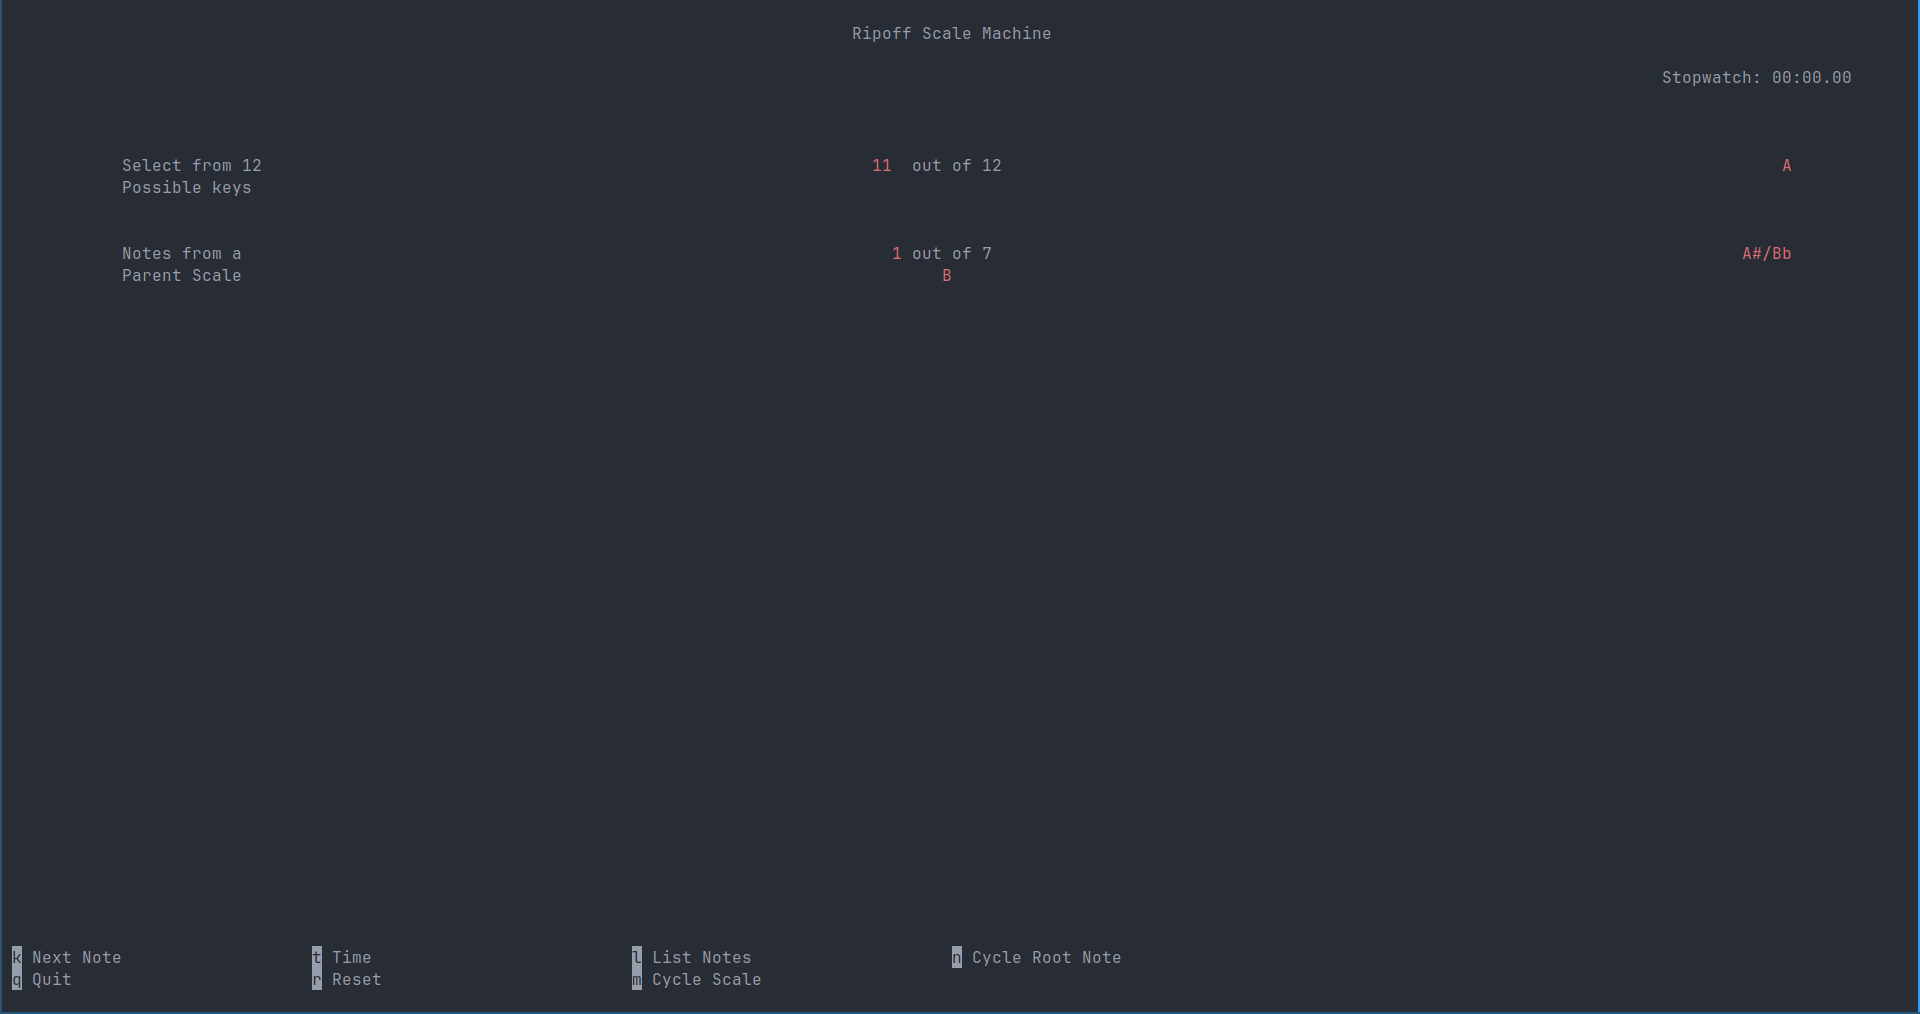 Ripoff Scale Machine
Stopwatch: 00:00.00
Select from 12 11 out of 12 A
Possible keys
Notes from a 1 out of 7 A#/Bb
Parent Scale B
k Next Note t Time l List Notes n Cycle Root Note
q Quit r Reset m Cycle Scale